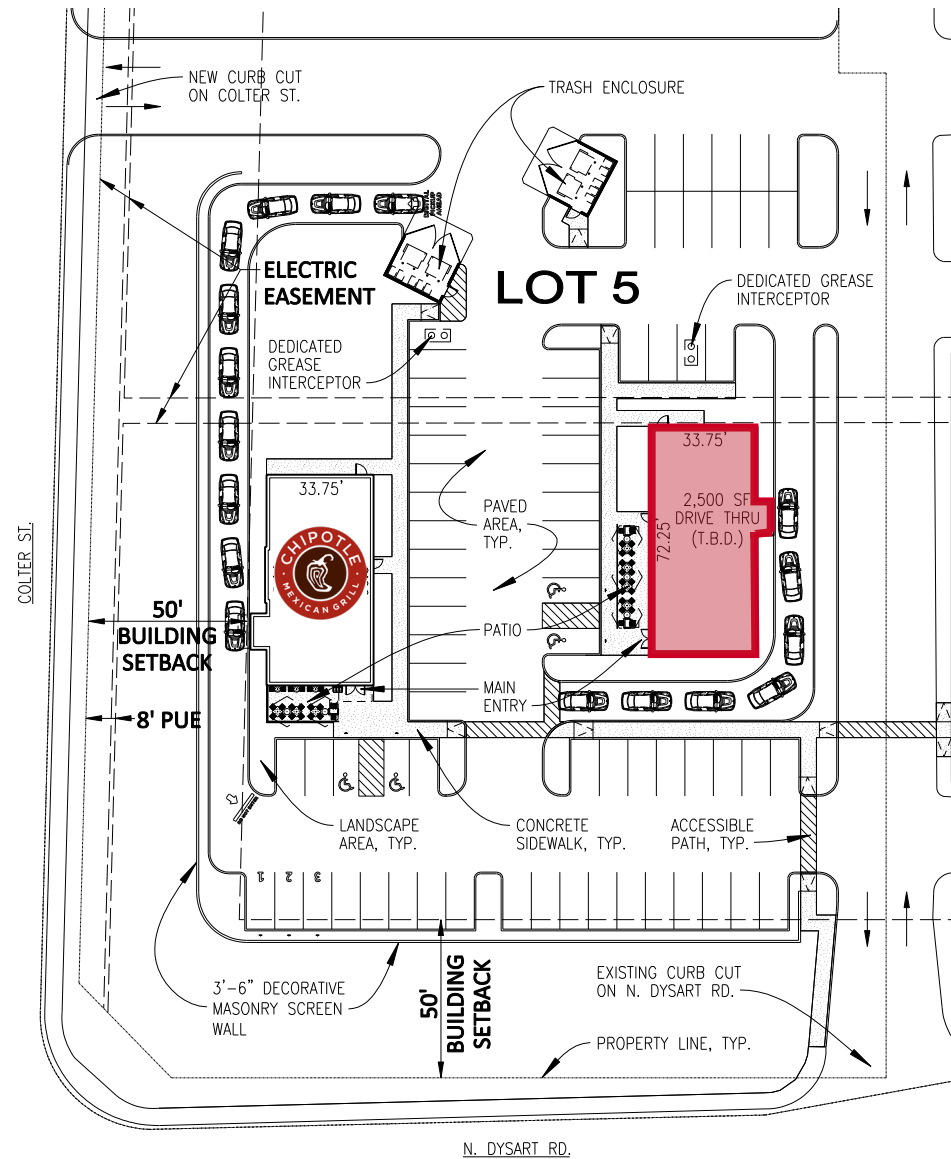 NEW CURB CUT
ON COLTER ST.
TRASH ENCLOSURE
ELECTRIC
EASEMENT
LOT 5
DEDICATED GREASE
INTERCEPTOR
DEDICATED
GREASE
INTERCEPTOR
33.75'
33.75'
2,500 SF
DRIVE THRU
(T.B.D.)
72.25'
PAVED
AREA,
TYP.
CHIPOTLE
MEXICAN GRILL
COLTER ST.
50'
BUILDING
SETBACK
PATIO
MAIN
ENTRY
8' PUE
LANDSCAPE
AREA, TYP.
CONCRETE
SIDEWALK, TYP.
ACCESSIBLE
PATH, TYP.
1 2 3
3'-6" DECORATIVE
MASONRY SCREEN
WALL
50'
BUILDING
SETBACK
EXISTING CURB CUT
ON N. DYSART RD.
PROPERTY LINE, TYP.
N. DYSART RD.